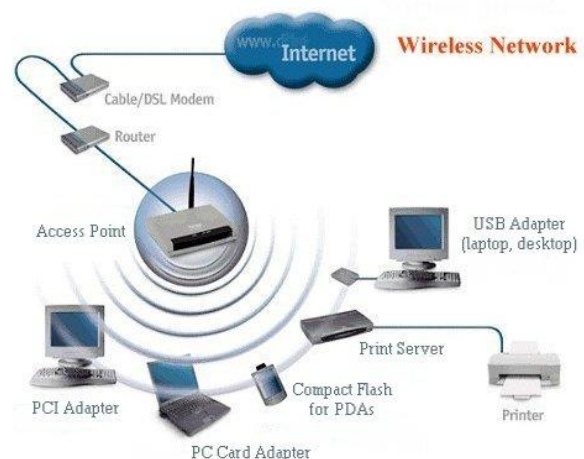 Internet
Wireless Network
Cable/DSL Modem
Router
Access Point
USB Adapter
(laptop, desktop)
Print Server
PCI Adapter
Compact Flash
for PDAs
Printer
PC Card Adapter